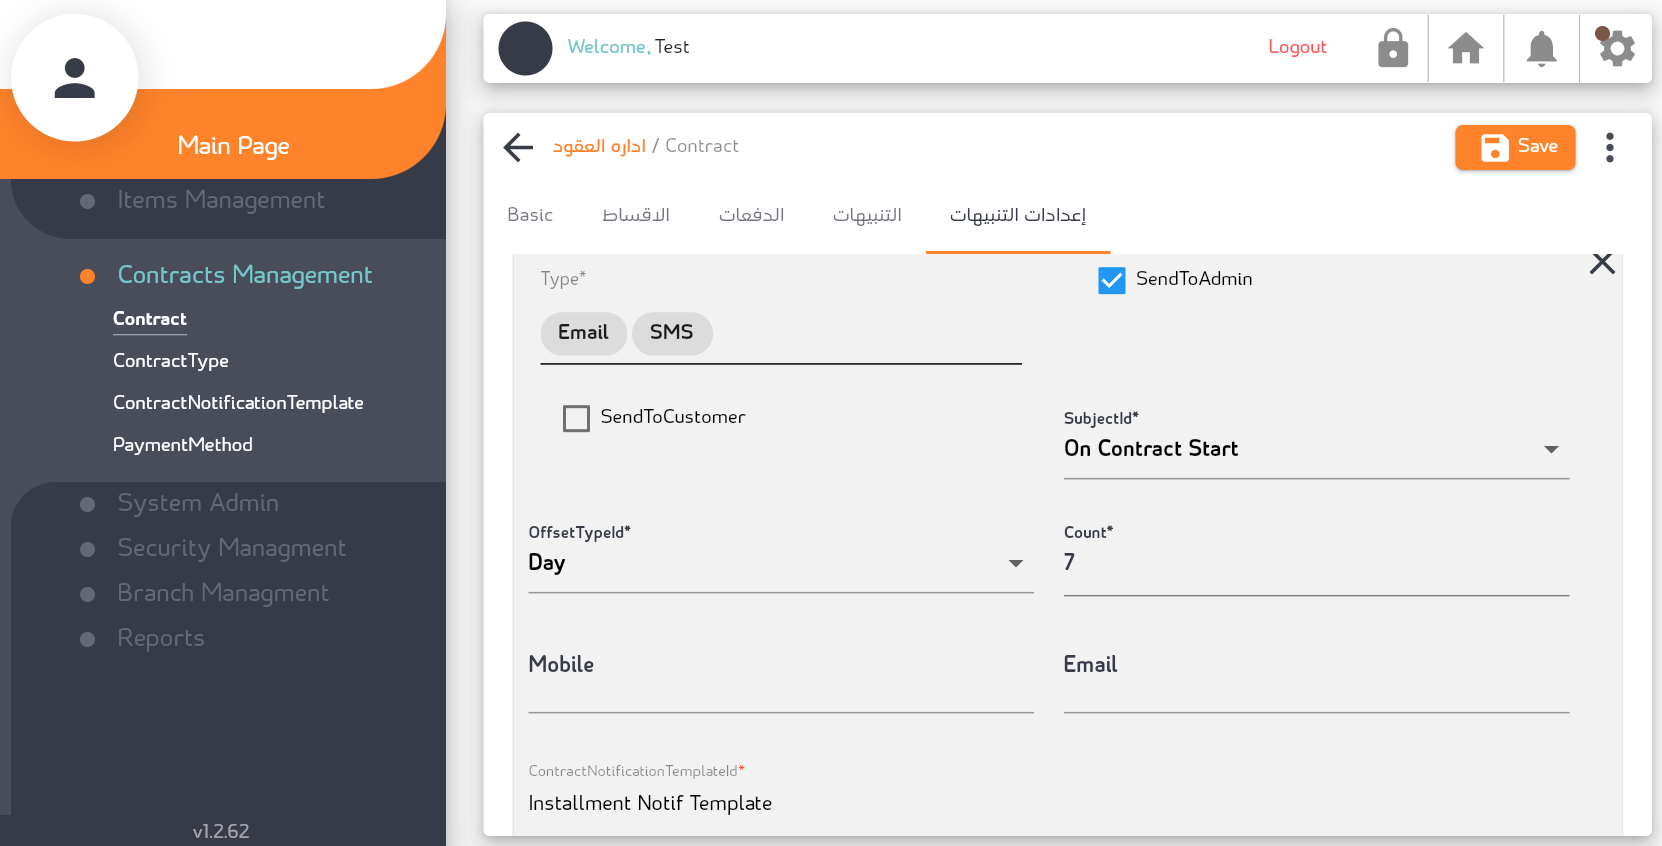 Main Page
Items Management
Contracts Management
Contract
ContractType
ContractNotificationTemplate
PaymentMethod
System Admin
Security Managment
Branch Managment
Reports
v1.2.62
Welcome, Test
Logout
اداره العقود / Contract
Save
Basic
الاقساط
الدفعات
التنبيهات
إعدادات التنبيهات
Type*
SendToAdmin
Email
SMS
SendToCustomer
SubjectId*
On Contract Start
OffsetTypeId*
Day
Count*
7
Mobile
Email
ContractNotificationTemplateId*
Installment Notif Template